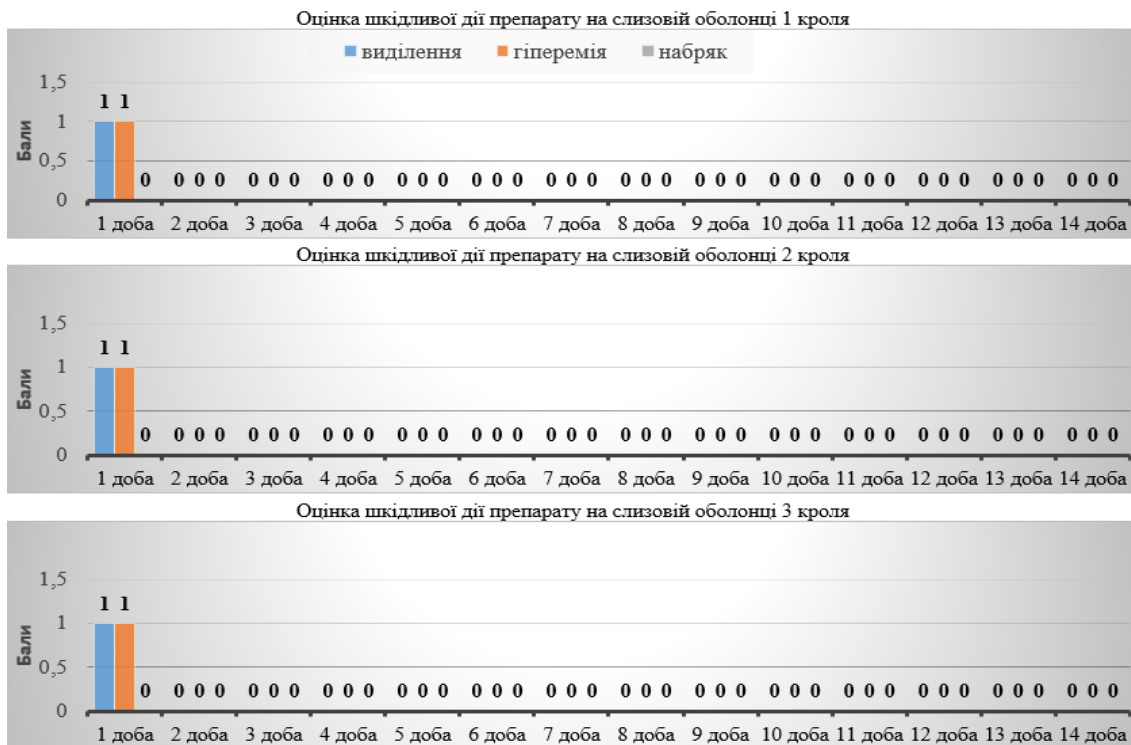 Оцінка шкідливої дії препарату на слизовій оболонці 1 кроля
виділення гіперемія набряк
Бали
1,5
1
0,5
0
1 1 0 0 0 0 0 0 0 0 0 0 0 0 0 0 0 0 0 0 0 0 0 0 0 0 0 0 0 0 0 0 0 0 0 0 0 0 0 0 0 0
1 доба 2 доба 3 доба 4 доба 5 доба 6 доба 7 доба 8 доба 9 доба 10 доба 11 доба 12 доба 13 доба 14 доба
Оцінка шкідливої дії препарату на слизовій оболонці 2 кроля
Бали
1,5
1
0,5
0
1 1 0 0 0 0 0 0 0 0 0 0 0 0 0 0 0 0 0 0 0 0 0 0 0 0 0 0 0 0 0 0 0 0 0 0 0 0 0 0 0 0
1 доба 2 доба 3 доба 4 доба 5 доба 6 доба 7 доба 8 доба 9 доба 10 доба 11 доба 12 доба 13 доба 14 доба
Оцінка шкідливої дії препарату на слизовій оболонці 3 кроля
Бали
1,5
1
0,5
0
1 1 0 0 0 0 0 0 0 0 0 0 0 0 0 0 0 0 0 0 0 0 0 0 0 0 0 0 0 0 0 0 0 0 0 0 0 0 0 0 0 0
1 доба 2 доба 3 доба 4 доба 5 доба 6 доба 7 доба 8 доба 9 доба 10 доба 11 доба 12 доба 13 доба 14 доба